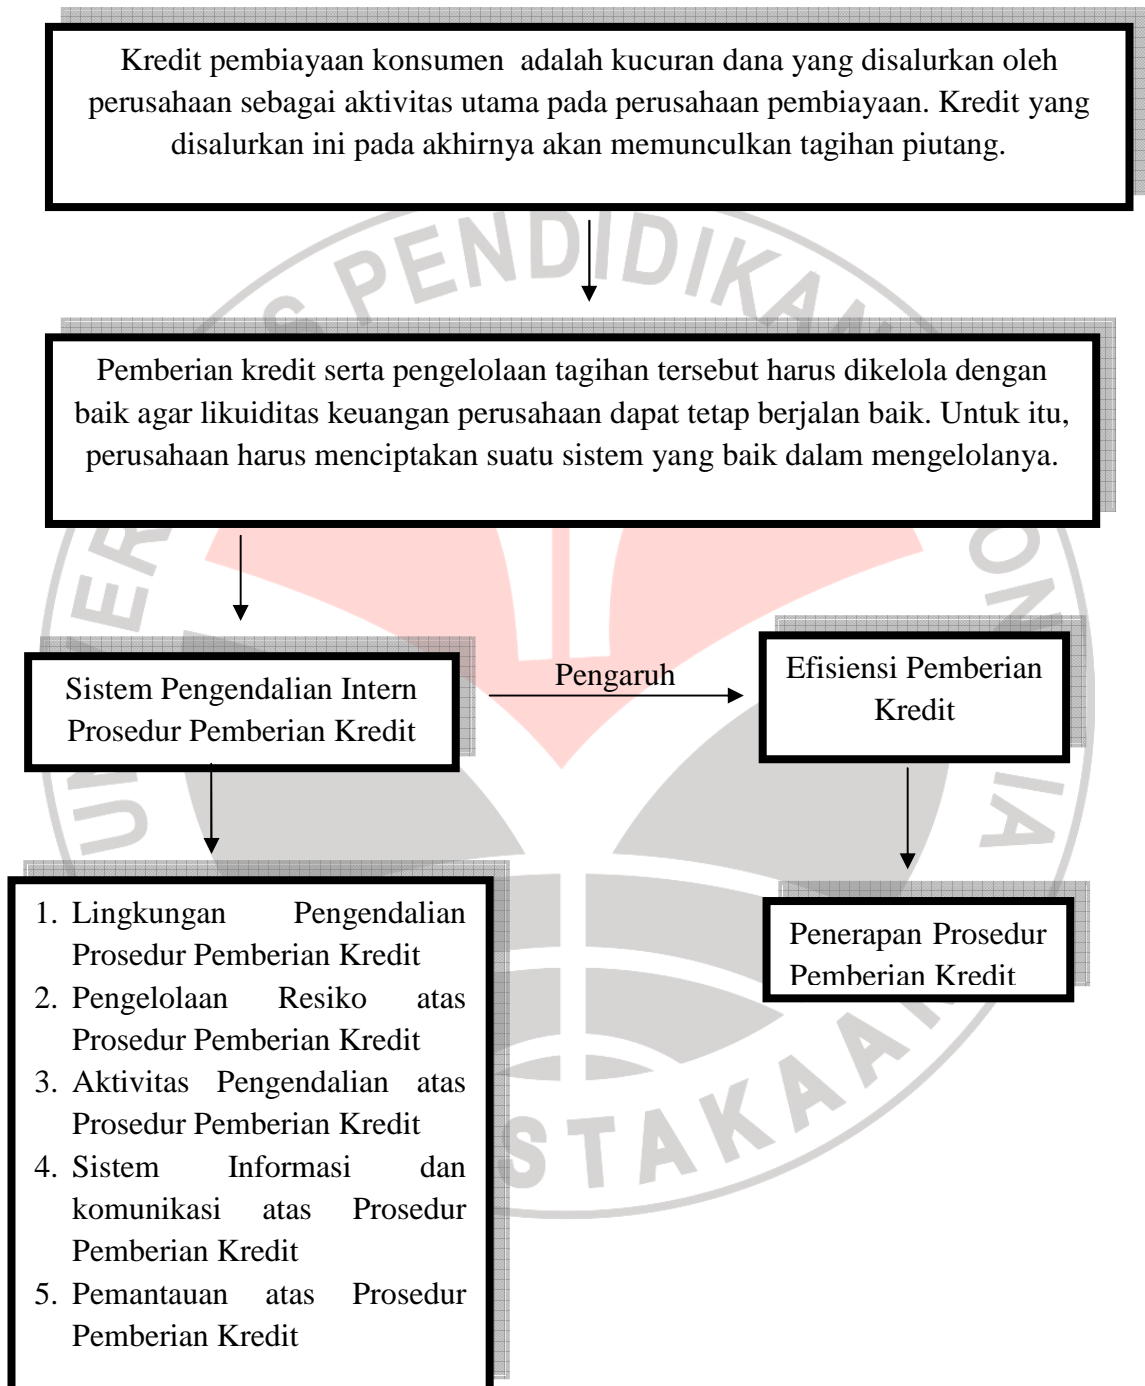 Kredit pembiayaan konsumen adalah kucuran dana yang disalurkan oleh
perusahaan sebagai aktivitas utama pada perusahaan pembiayaan. Kredit yang
disalurkan ini pada akhirnya akan memunculkan tagihan piutang.
Pemberian kredit serta pengelolaan tagihan tersebut harus dikelola dengan
baik agar likuiditas keuangan perusahaan dapat tetap berjalan baik. Untuk itu,
perusahaan harus menciptakan suatu sistem yang baik dalam mengelolanya.
Sistem Pengendalian Intern
Prosedur Pemberian Kredit
Pengaruh
Efisiensi Pemberian
Kredit
1. Lingkungan Pengendalian
Prosedur Pemberian Kredit
2. Pengelolaan Resiko atas
Prosedur Pemberian Kredit
3. Aktivitas Pengendalian atas
Prosedur Pemberian Kredit
4. Sistem Informasi dan
komunikasi atas Prosedur
Pemberian Kredit
5. Pemantauan atas Prosedur
Pemberian Kredit
Penerapan Prosedur
Pemberian Kredit